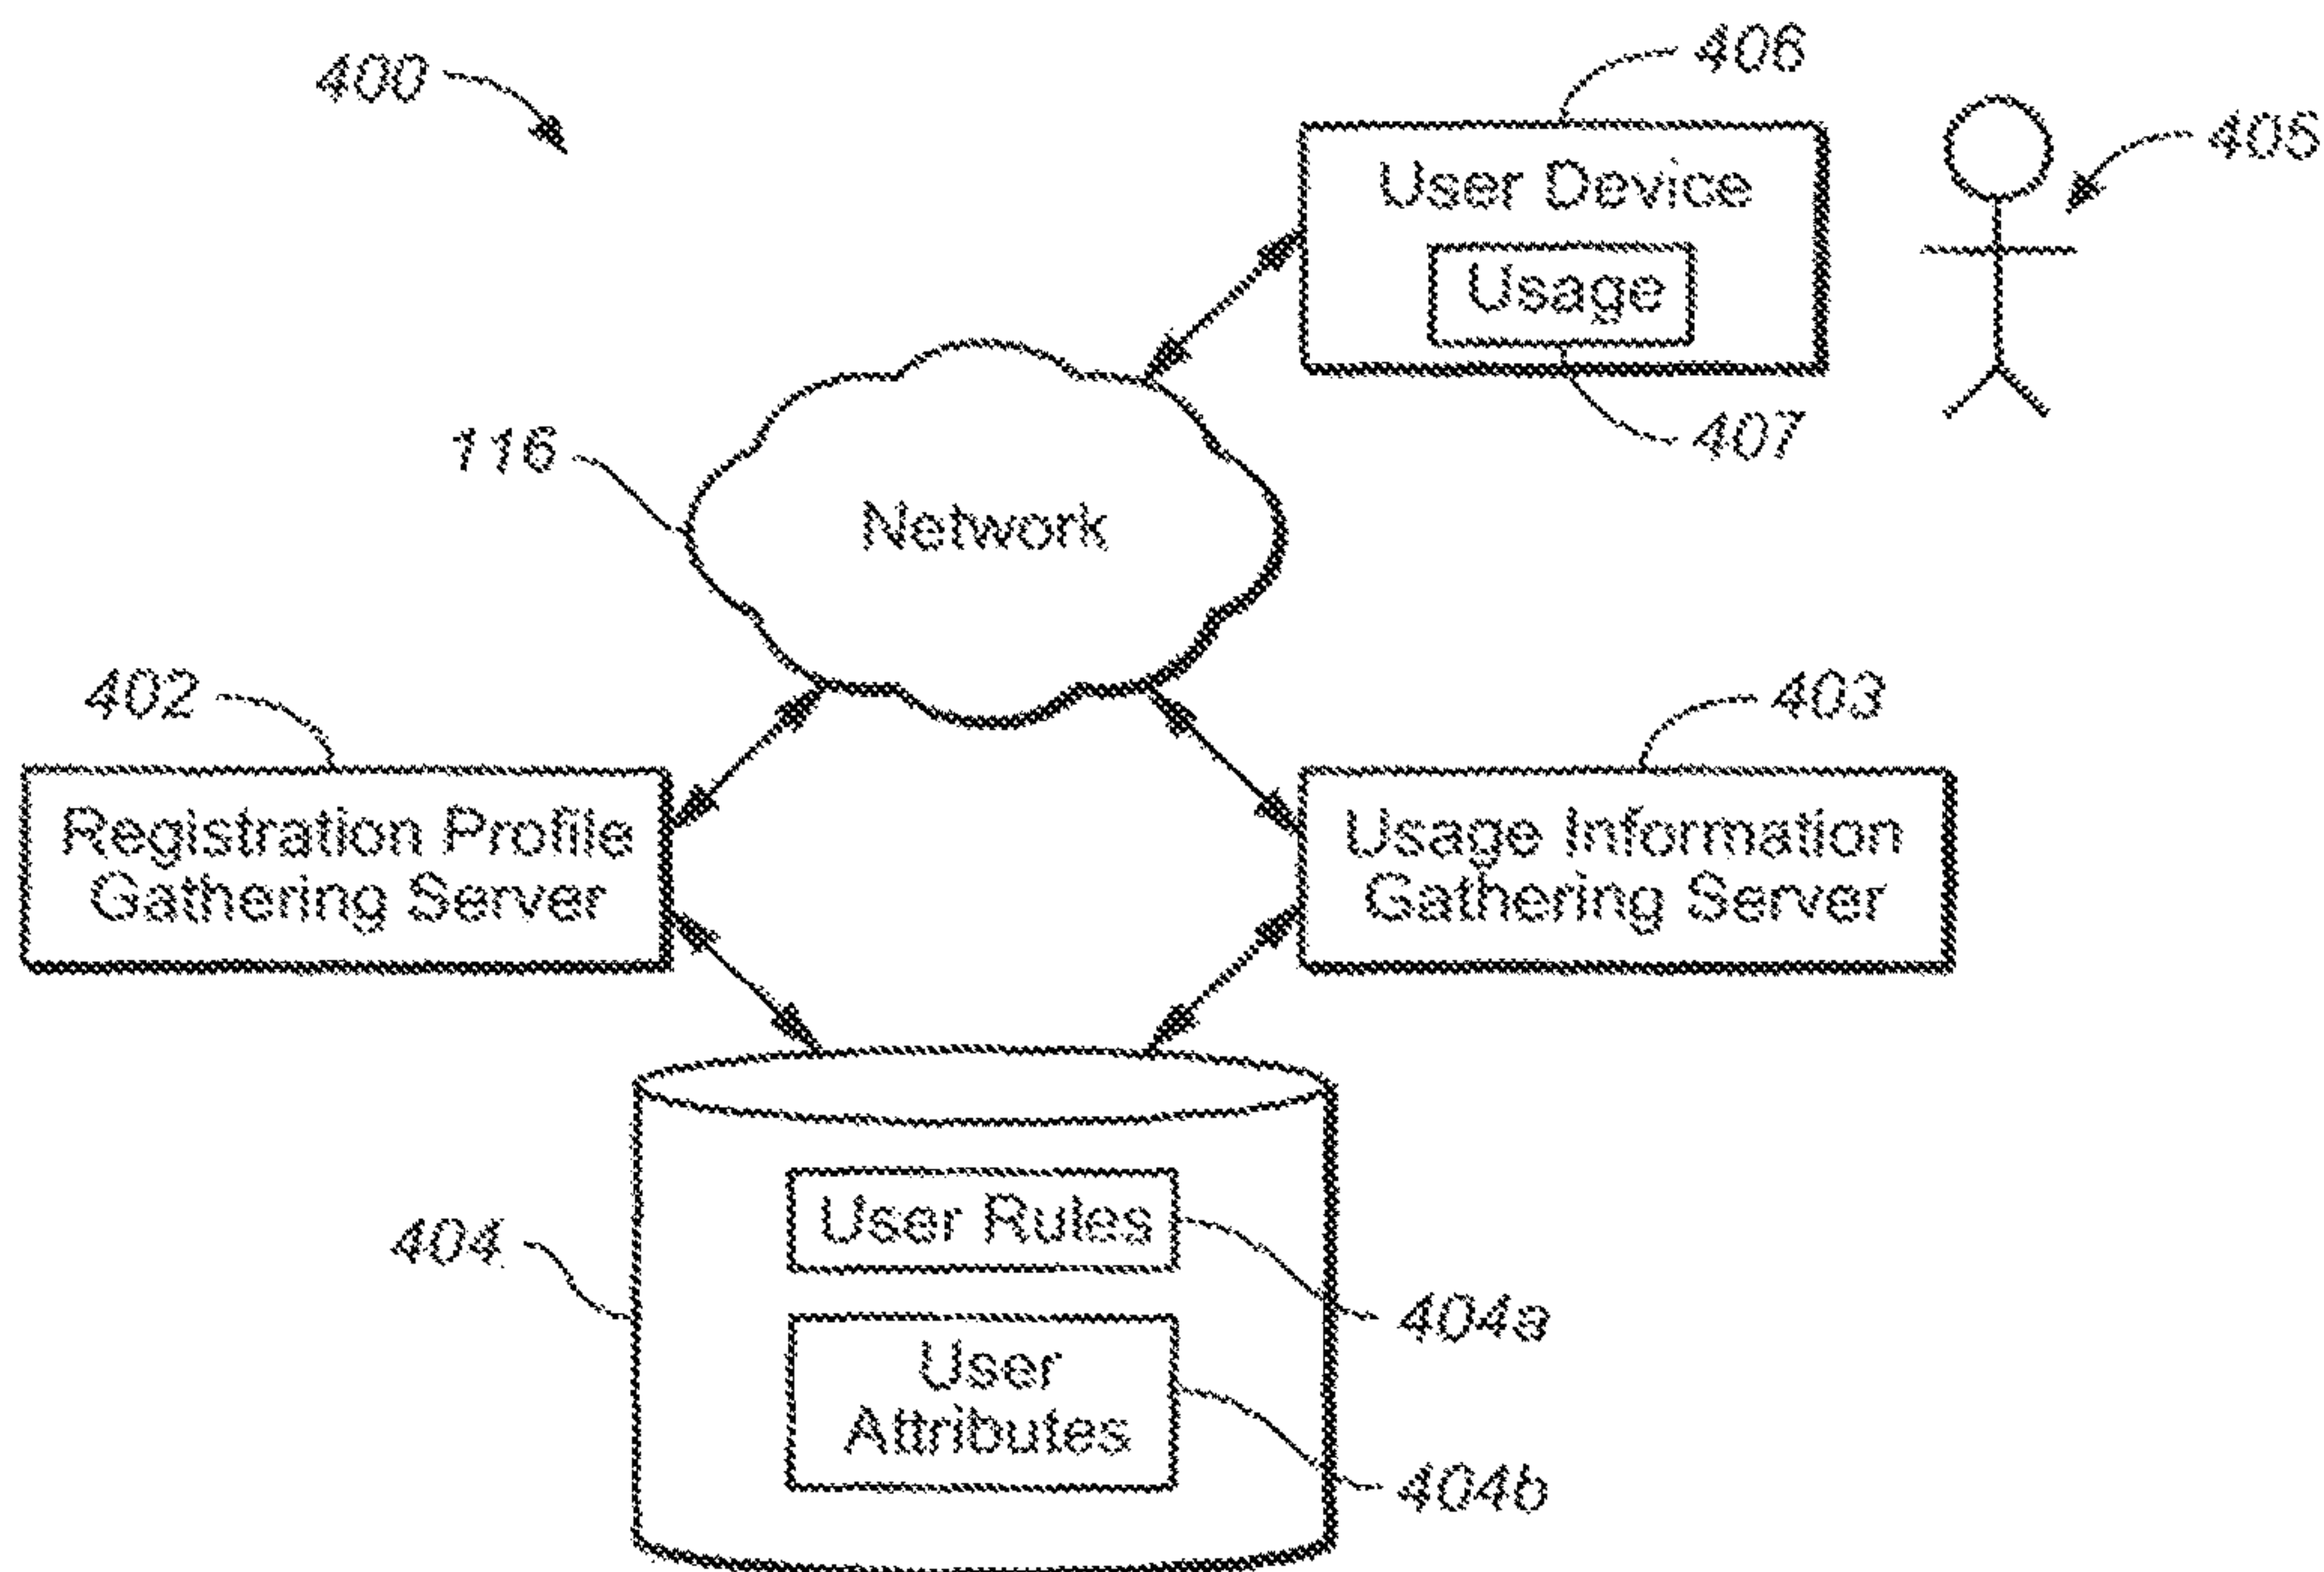 400
406
405
User Device
Usage
407
116
Network
402
403
Registration Profile
Gathering Server
Usage Information
Gathering Server
404
User Rules
404a
User
Attributes
404b